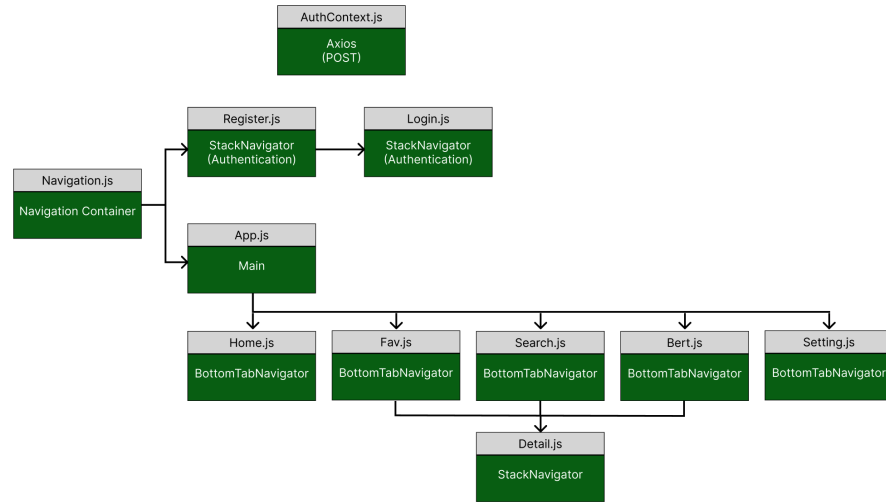 AuthContext.js
Axios
(POST)
Register.js
StackNavigator
(Authentication)
Login.js
StackNavigator
(Authentication)
Navigation.js
Navigation Container
App.js
Main
Home.js
BottomTabNavigator
Fav.js
BottomTabNavigator
Search.js
BottomTabNavigator
Bert.js
BottomTabNavigator
Setting.js
BottomTabNavigator
Detail.js
StackNavigator